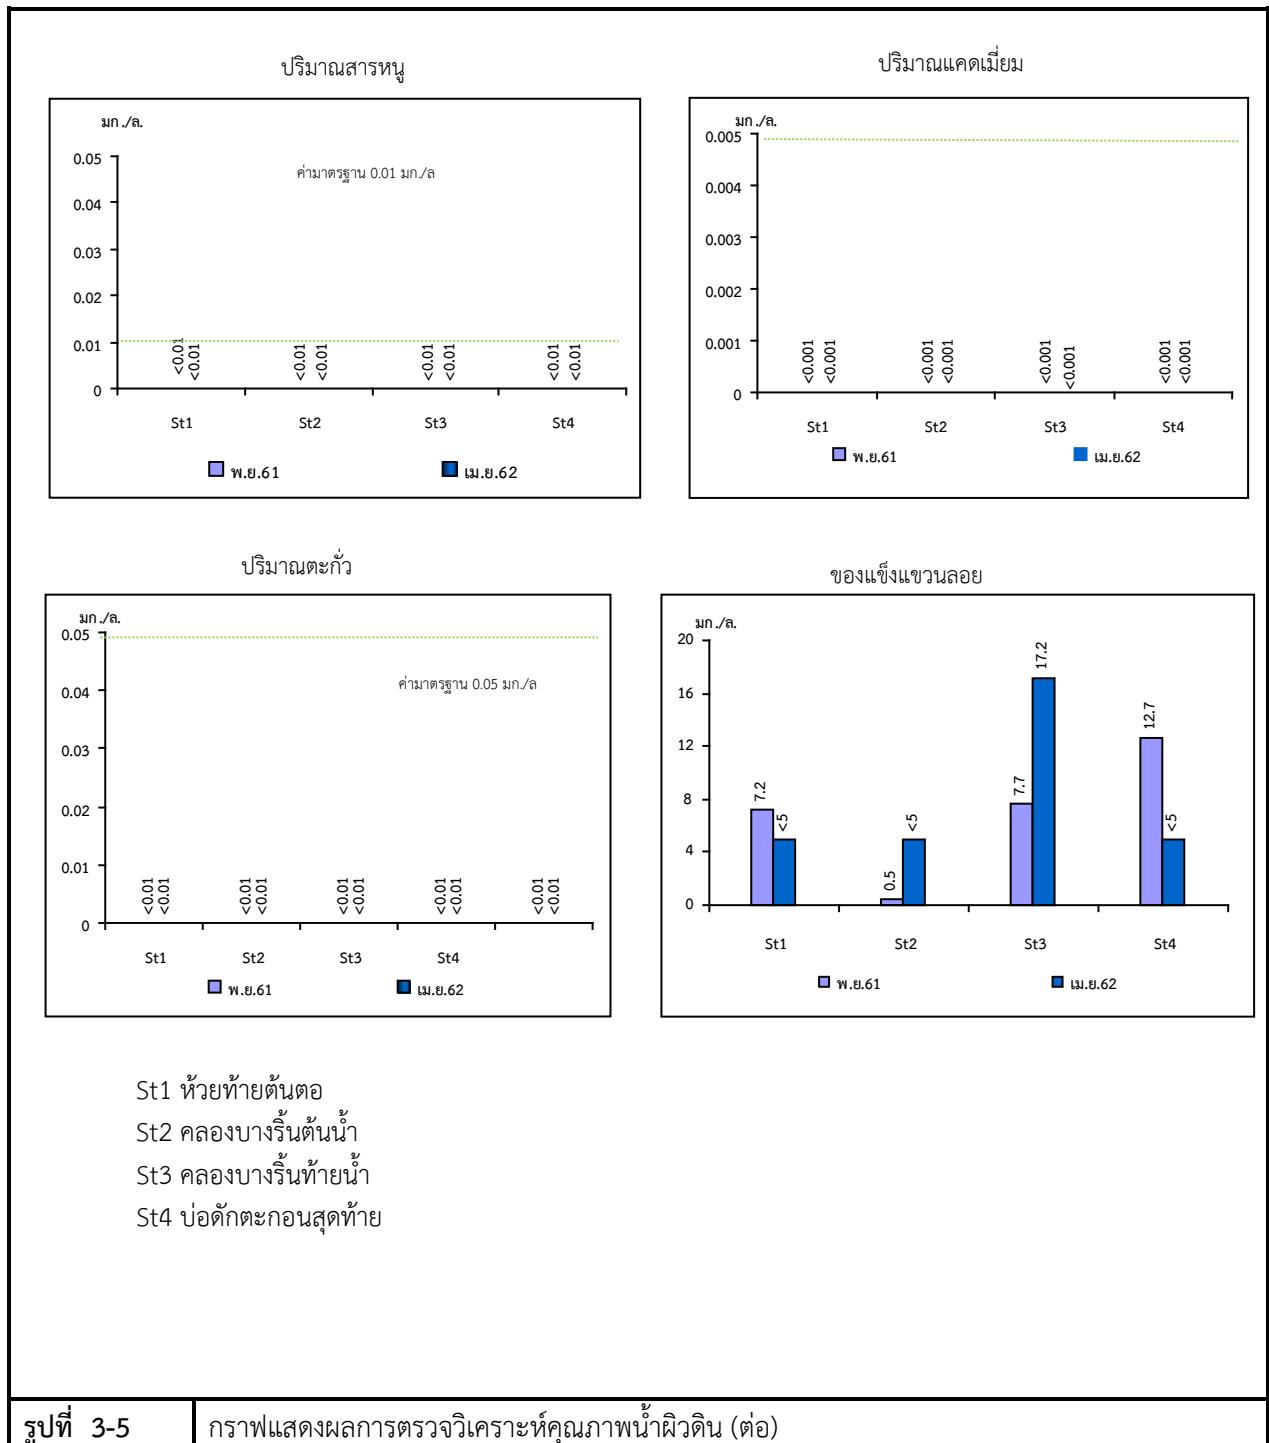 ปริมาณสารหนู
มก./ล.
0.05
ค่ามาตรฐาน 0.01 มก./ล
0.04
0.03
0.02
0.01
<0.01 <0.01 <0.01 <0.01 <0.01 <0.01 <0.01 <0.01
0
St1 St2 St3 St4
พ.ย.61 เม.ย.62
ปริมาณแคดเมี่ยม
มก./ล.
0.005
0.004
0.003
0.002
0.001
<0.001 <0.001 <0.001 <0.001 <0.001 <0.001 <0.001 <0.001
0
St1 St2 St3 St4
พ.ย.61 เม.ย.62
ปริมาณตะกั่ว
มก./ล.
0.05
ค่ามาตรฐาน 0.05 มก./ล
0.04
0.03
0.02
0.01
<0.01 <0.01 <0.01 <0.01 <0.01 <0.01 <0.01 <0.01 <0.01 <0.01
0
St1 St2 St3 St4
พ.ย.61 เม.ย.62
ของแข็งแขวนลอย
มก./ล.
20
16
12
8
4
0
7.2 <5 0.5 <5 7.7 17.2 12.7 <5
St1 St2 St3 St4
พ.ย.61 เม.ย.62
St1 ห้วยท้ายต้นตอ
St2 คลองบางริ้นต้นน้ำ
St3 คลองบางริ้นท้ายน้ำ
St4 บ่อดักตะกอนสุดท้าย
รูปที่ 3-5 กราฟแสดงผลการตรวจวิเคราะห์คุณภาพน้ำผิวดิน (ต่อ)